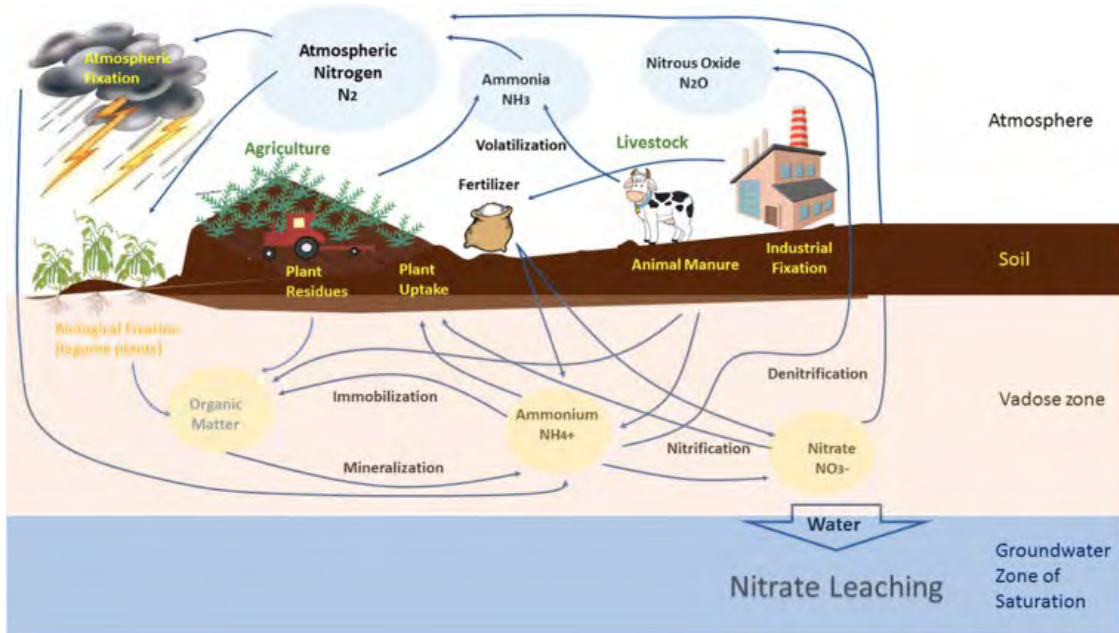 Atmospheric
Fixation
Atmospheric
Nitrogen
N2
Ammonia
NH3
Nitrous Oxide
N2O
Atmosphere
Agriculture
Volatilization
Livestock
Fertilizer
Plant
Residues
Plant
Uptake
Animal Manure
Industrial
Fixation
Soil
Biological Fixation
(legume plants)
Organic
Matter
Immobilization
Ammonium
NH4+
Denitrification
Vadose zone
Mineralization
Nitrification
Nitrate
NO3-
Water
Nitrate Leaching
Groundwater
Zone of
Saturation